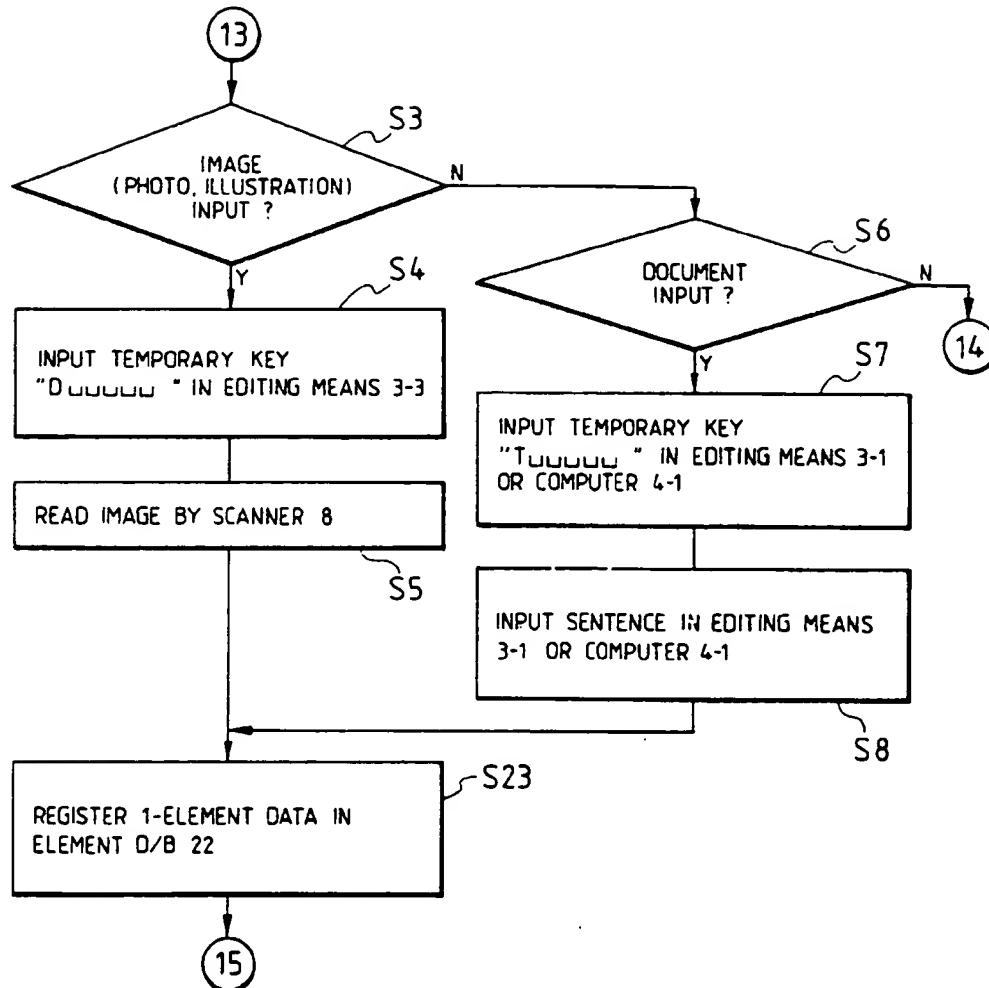 13
S3
IMAGE
(PHOTO, ILLUSTRATION)
INPUT ?
N
Y
S4
INPUT TEMPORARY KEY
"D␣␣␣␣␣ " IN EDITING MEANS 3-3
READ IMAGE BY SCANNER 8
S5
S6
DOCUMENT
INPUT ?
N
14
Y
S7
INPUT TEMPORARY KEY
"T␣␣␣␣␣ " IN EDITING MEANS 3-1
OR COMPUTER 4-1
INPUT SENTENCE IN EDITING MEANS
3-1 OR COMPUTER 4-1
S8
S23
REGISTER 1-ELEMENT DATA IN
ELEMENT D/B 22
15